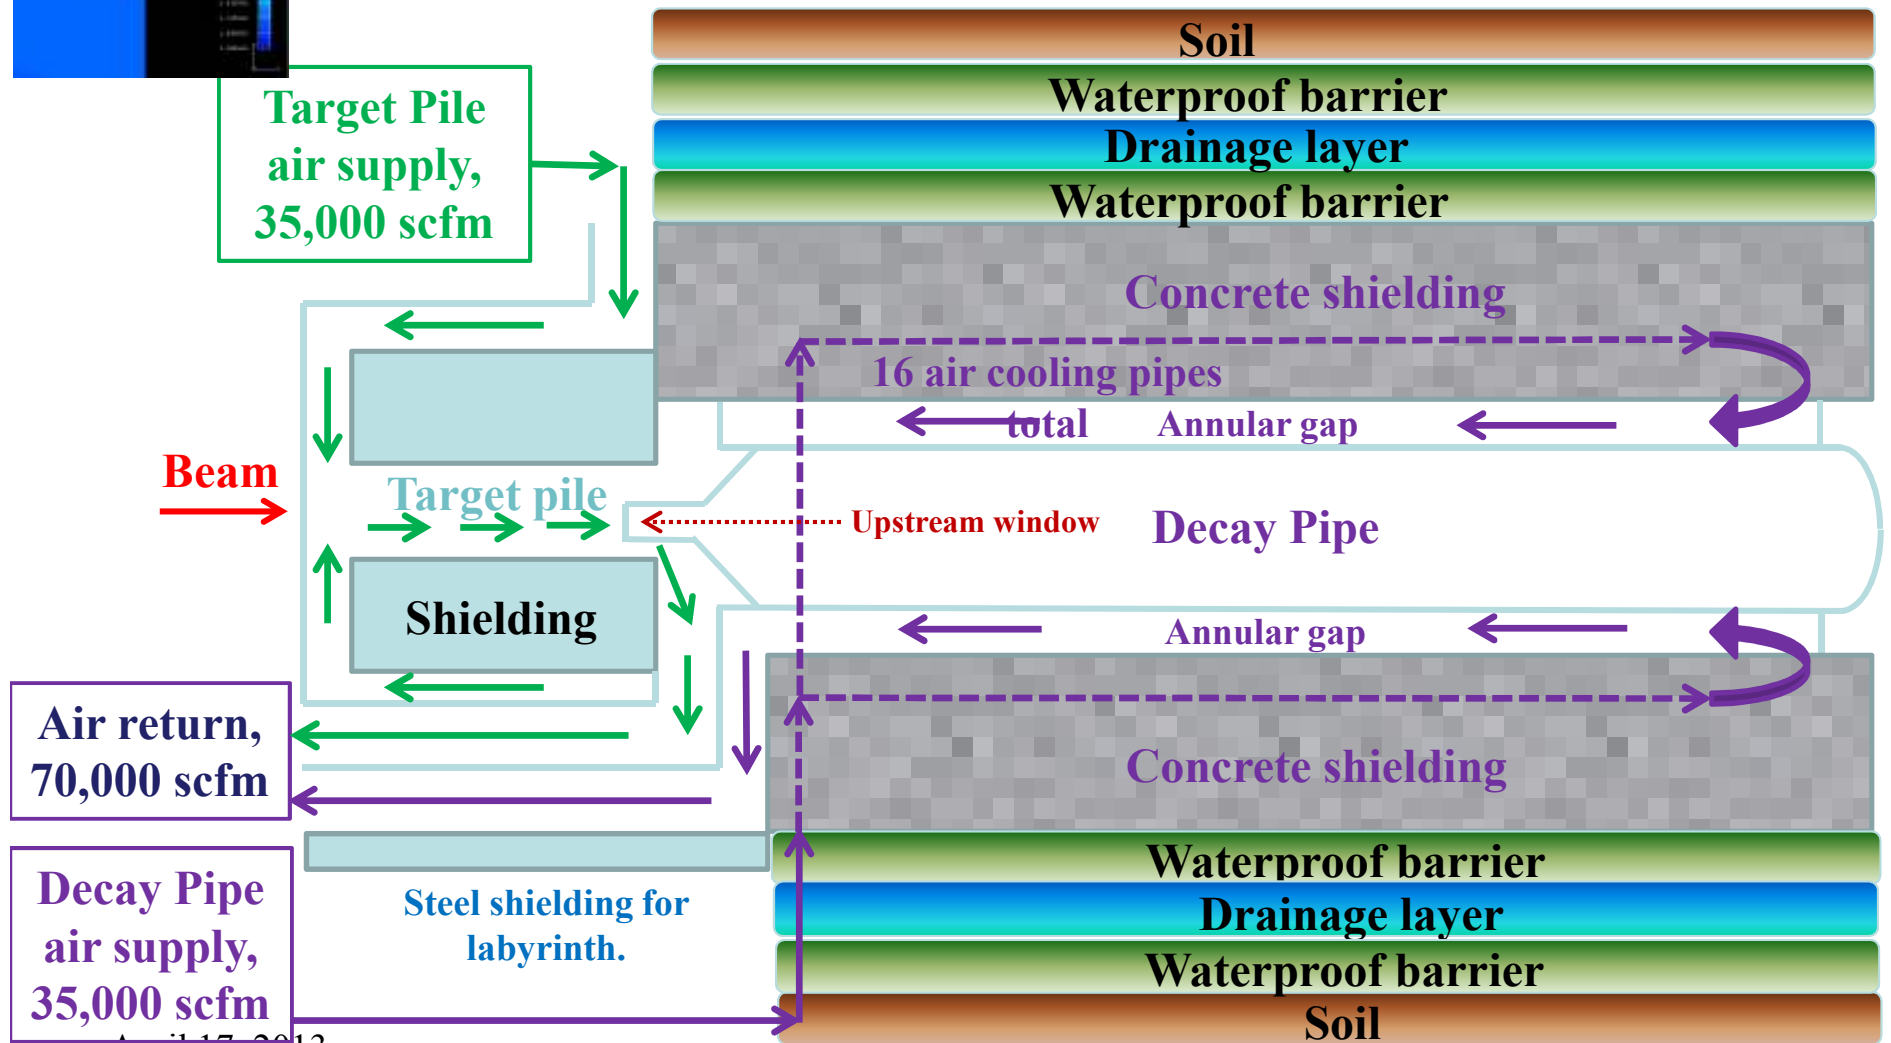 Soil
Waterproof barrier
Drainage layer
Waterproof barrier
Target Pile
air supply,
35,000 scfm
Concrete shielding
16 air cooling pipes
total
Annular gap
Beam
Target pile
Upstream window
Decay Pipe
Shielding
Annular gap
Air return,
70,000 scfm
Concrete shielding
Decay Pipe
air supply,
35,000 scfm
Steel shielding for
labyrinth.
Waterproof barrier
Drainage layer
Waterproof barrier
Soil
April 17, 2013